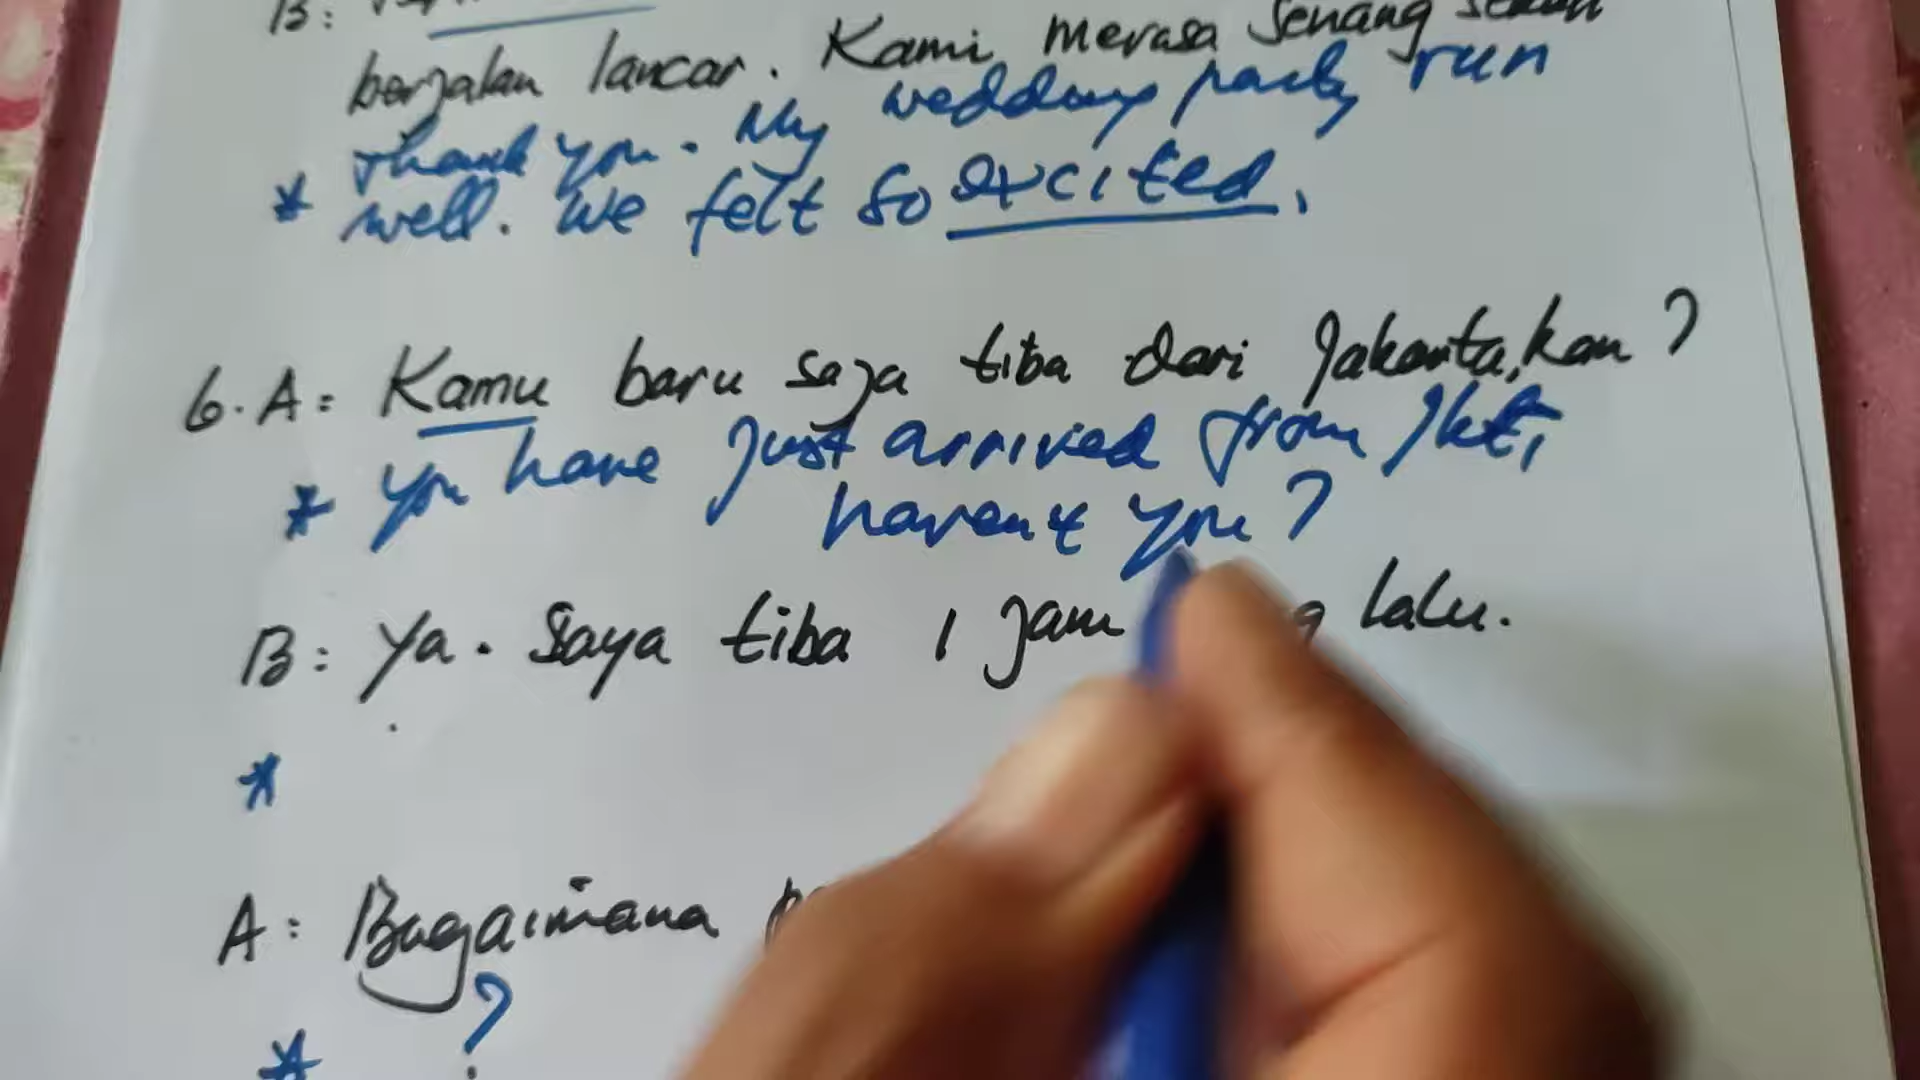 B:
berjalan lancar. Kami merasa senang sekali
thank you. My wedding party run
* well. We felt so excited.
6. A: Kamu baru saja tiba dari Jakarta, kan?
* you have just arrived from Jkt,
haven't you?
B: Ya. Saya tiba 1 jam lalu.
*
A: Bagaimana
* ?